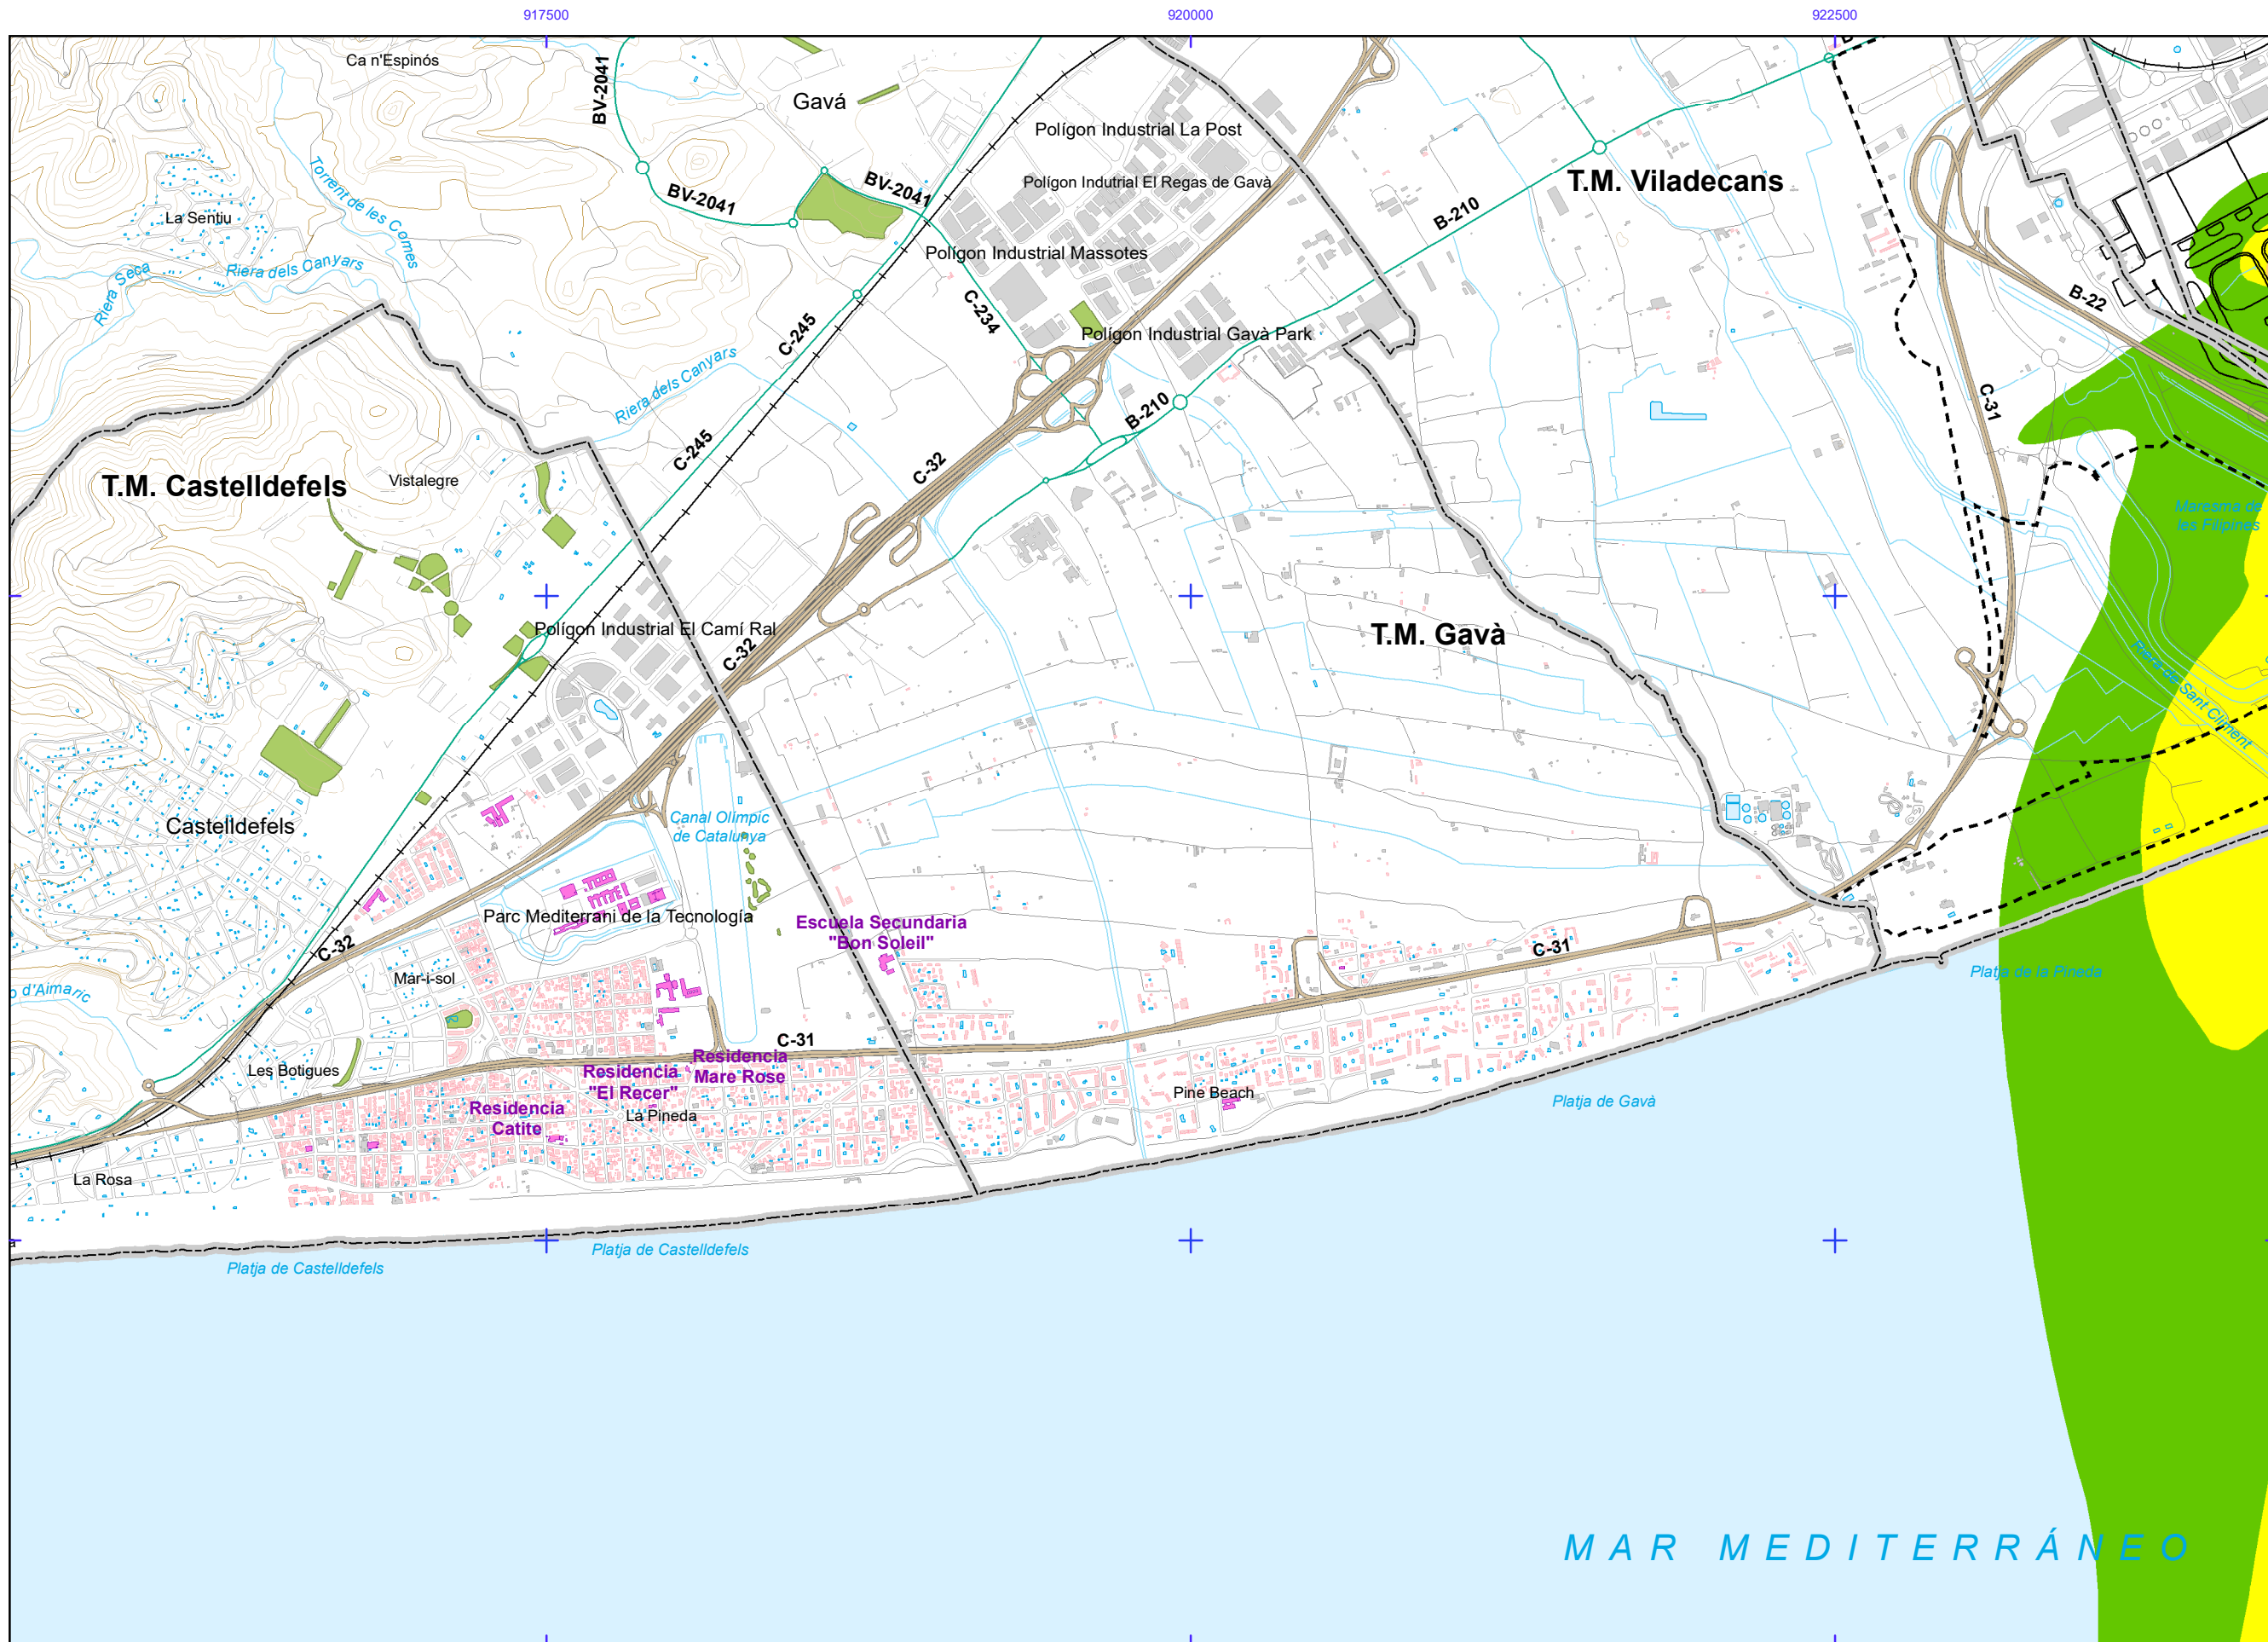 917500
920000
922500
Ca n'Espinós
BV-2041
Gavá
Polígon Industrial La Post
Polígon Indutrial El Regas de Gavà
T.M. Viladecans
La Sentiu
Torrent de les Comes
BV-2041
BV-2041
B-210
Riera Seca
Riera dels Canyars
Polígon Industrial Massotes
C-234
B-22
C-245
Polígon Industrial Gavà Park
Riera dels Canyars
C-31
B-210
C-245
C-32
T.M. Castelldefels
Vistalegre
Maresma de
les Filipines
Polígon Industrial El Camí Ral
T.M. Gavà
C-32
Riera de Sant Climent
Castelldefels
Canal Olímpic
de Catalunya
Parc Mediterrani de la Tecnología
Escuela Secundaria
"Bon Soleil"
C-32
C-31
Mar-i-sol
Platja de la Pineda
o d'Aimaric
C-31
Les Botigues
Residencia
Mare Rose
Residencia
"El Recer"
Pine Beach
Platja de Gavà
Residencia
Catite
La Pineda
La Rosa
a
Platja de Castelldefels
Platja de Castelldefels
MAR MEDITERRÁNEO